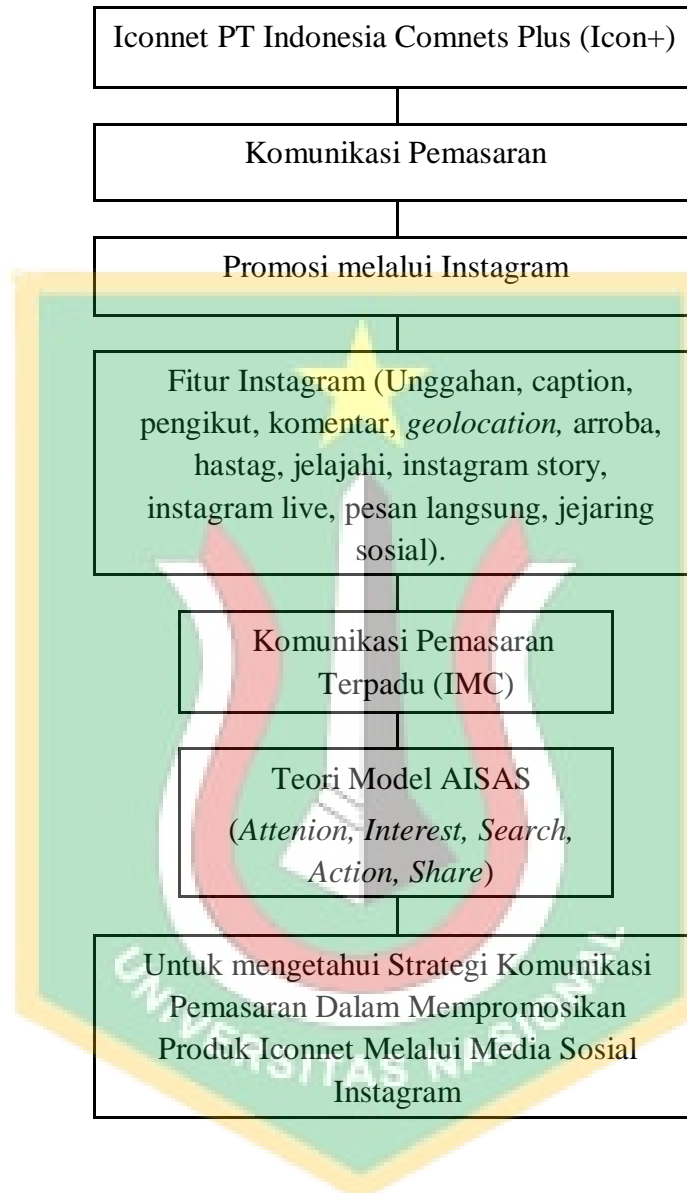 Iconnet PT Indonesia Comnets Plus (Icon+)
Komunikasi Pemasaran
Promosi melalui Instagram
Fitur Instagram (Unggahan, caption,
pengikut, komentar, geolocation, arroba,
hastag, jelajahi, instagram story,
instagram live, pesan langsung, jejaring
sosial).
Komunikasi Pemasaran
Terpadu (IMC)
Teori Model AISAS
(Attenion, Interest, Search,
Action, Share)
Untuk mengetahui Strategi Komunikasi
Pemasaran Dalam Mempromosikan
Produk Iconnet Melalui Media Sosial
Instagram
UNIVERSITAS NASIONAL